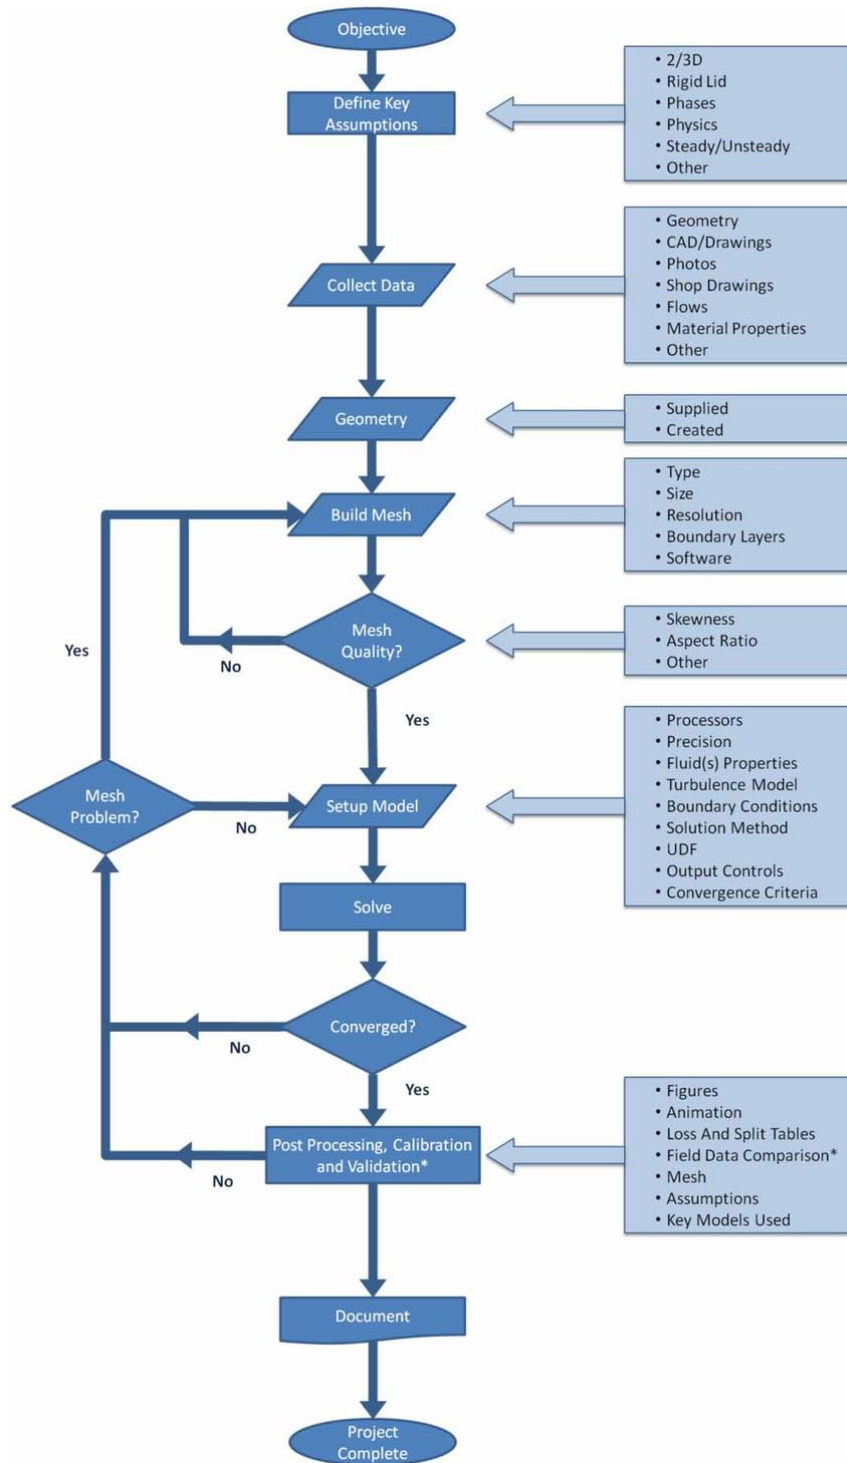 Objective
Define Key
Assumptions
• 2/3D
• Rigid Lid
• Phases
• Physics
• Steady/Unsteady
• Other
Collect Data
• Geometry
• CAD/Drawings
• Photos
• Shop Drawings
• Flows
• Material Properties
• Other
Geometry
• Supplied
• Created
Build Mesh
• Type
• Size
• Resolution
• Boundary Layers
• Software
Mesh
Quality?
• Skewness
• Aspect Ratio
• Other
Yes
No
Yes
Mesh
Problem?
No
Setup Model
• Processors
• Precision
• Fluid(s) Properties
• Turbulence Model
• Boundary Conditions
• Solution Method
• UDF
• Output Controls
• Convergence Criteria
Solve
Converged?
No
Yes
Post Processing, Calibration
and Validation*
No
• Figures
• Animation
• Loss And Split Tables
• Field Data Comparison*
• Mesh
• Assumptions
• Key Models Used
Document
Project
Complete